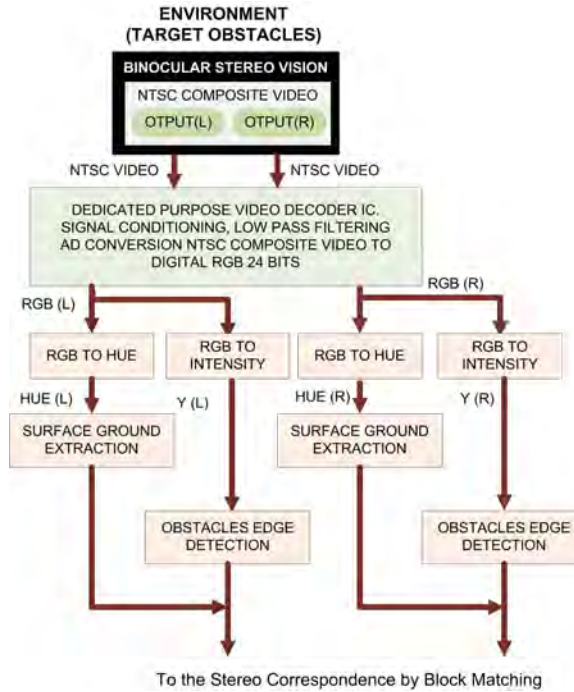 ENVIRONMENT
(TARGET OBSTACLES)
BINOCULAR STEREO VISION
NTSC COMPOSITE VIDEO
OTPUT(L) OTPUT(R)
NTSC VIDEO NTSC VIDEO
DEDICATED PURPOSE VIDEO DECODER IC.
SIGNAL CONDITIONING, LOW PASS FILTERING
AD CONVERSION NTSC COMPOSITE VIDEO TO
DIGITAL RGB 24 BITS
RGB (L)
RGB (R)
RGB TO HUE
RGB TO
INTENSITY
RGB TO HUE
RGB TO
INTENSITY
HUE (L)
Y (L)
HUE (R)
Y (R)
SURFACE GROUND
EXTRACTION
SURFACE GROUND
EXTRACTION
OBSTACLES EDGE
DETECTION
OBSTACLES EDGE
DETECTION
To the Stereo Correspondence by Block Matching